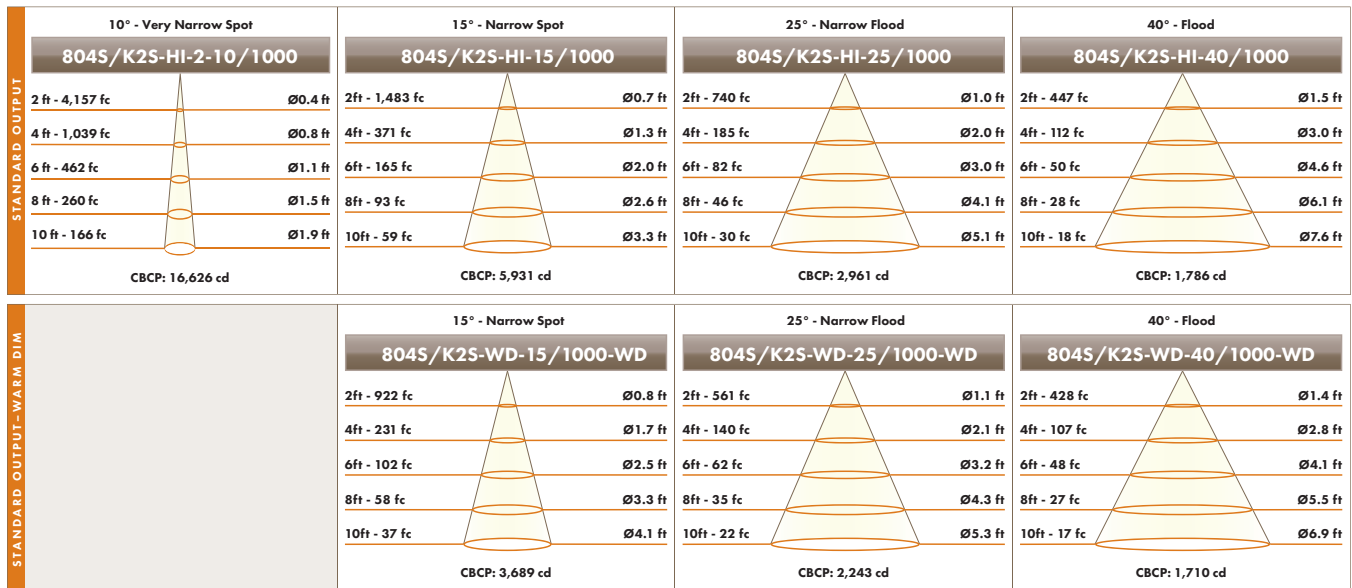 STANDARD OUTPUT
10° - Very Narrow Spot
804S/K2S-HI-2-10/1000
2 ft - 4,157 fc Ø0.4 ft
4 ft - 1,039 fc Ø0.8 ft
6 ft - 462 fc Ø1.1 ft
8 ft - 260 fc Ø1.5 ft
10 ft - 166 fc Ø1.9 ft
CBCP: 16,626 cd
15° - Narrow Spot
804S/K2S-HI-15/1000
2ft - 1,483 fc Ø0.7 ft
4ft - 371 fc Ø1.3 ft
6ft - 165 fc Ø2.0 ft
8ft - 93 fc Ø2.6 ft
10ft - 59 fc Ø3.3 ft
CBCP: 5,931 cd
25° - Narrow Flood
804S/K2S-HI-25/1000
2ft - 740 fc Ø1.0 ft
4ft - 185 fc Ø2.0 ft
6ft - 82 fc Ø3.0 ft
8ft - 46 fc Ø4.1 ft
10ft - 30 fc Ø5.1 ft
CBCP: 2,961 cd
40° - Flood
804S/K2S-HI-40/1000
2ft - 447 fc Ø1.5 ft
4ft - 112 fc Ø3.0 ft
6ft - 50 fc Ø4.6 ft
8ft - 28 fc Ø6.1 ft
10ft - 18 fc Ø7.6 ft
CBCP: 1,786 cd
STANDARD OUTPUT–WARM DIM
15° - Narrow Spot
804S/K2S-WD-15/1000-WD
2ft - 922 fc Ø0.8 ft
4ft - 231 fc Ø1.7 ft
6ft - 102 fc Ø2.5 ft
8ft - 58 fc Ø3.3 ft
10ft - 37 fc Ø4.1 ft
CBCP: 3,689 cd
25° - Narrow Flood
804S/K2S-WD-25/1000-WD
2ft - 561 fc Ø1.1 ft
4ft - 140 fc Ø2.1 ft
6ft - 62 fc Ø3.2 ft
8ft - 35 fc Ø4.3 ft
10ft - 22 fc Ø5.3 ft
CBCP: 2,243 cd
40° - Flood
804S/K2S-WD-40/1000-WD
2ft - 428 fc Ø1.4 ft
4ft - 107 fc Ø2.8 ft
6ft - 48 fc Ø4.1 ft
8ft - 27 fc Ø5.5 ft
10ft - 17 fc Ø6.9 ft
CBCP: 1,710 cd